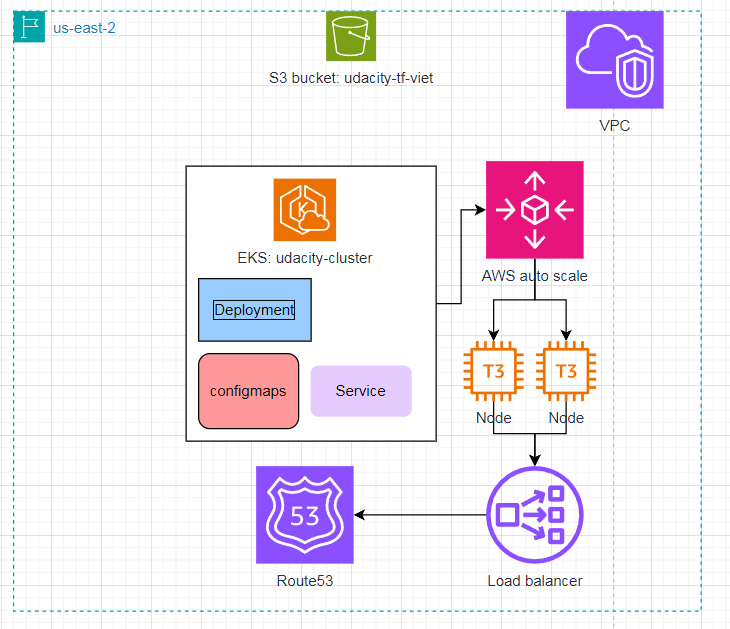 us-east-2
S3 bucket: udacity-tf-viet
VPC
EKS: udacity-cluster
AWS auto scale
Deployment
configmaps
Service
T3
T3
Node
Node
53
Route53
Load balancer